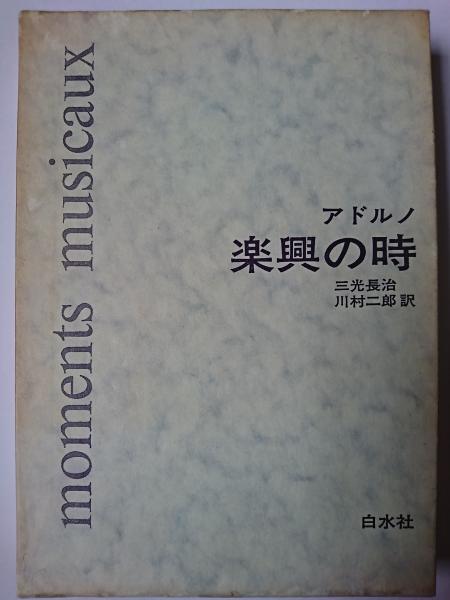 moments musicaux
アドルノ
楽興の時
三光長治
川村二郎 訳
白水社